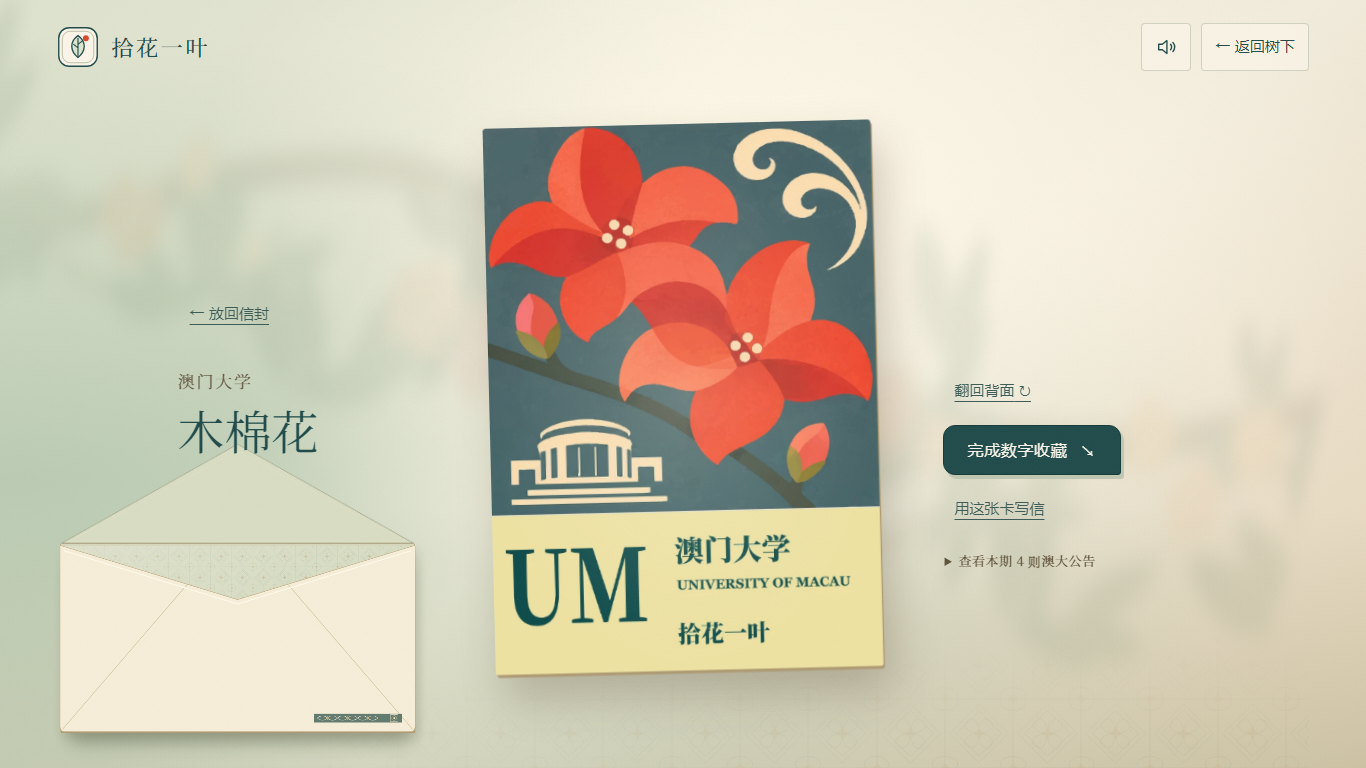 拾花一叶
← 返回树下
← 放回信封
澳门大学
木棉花
UM
澳门大学
UNIVERSITY OF MACAU
拾花一叶
翻回背面 ↻
完成数字收藏 ↘
用这张卡写信
▶ 查看本期 4 则澳大公告